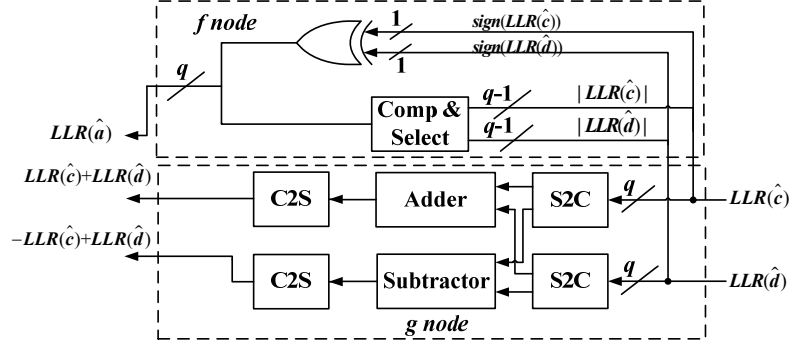 f node
1
sign(LLR(ĉ))
1
sign(LLR(d̂))
q
Comp &
Select
q-1
|LLR(ĉ)|
q-1
|LLR(d̂)|
LLR(â)
LLR(ĉ)+LLR(d̂)
C2S
Adder
S2C
q
LLR(ĉ)
−LLR(ĉ)+LLR(d̂)
C2S
Subtractor
S2C
q
LLR(d̂)
g node